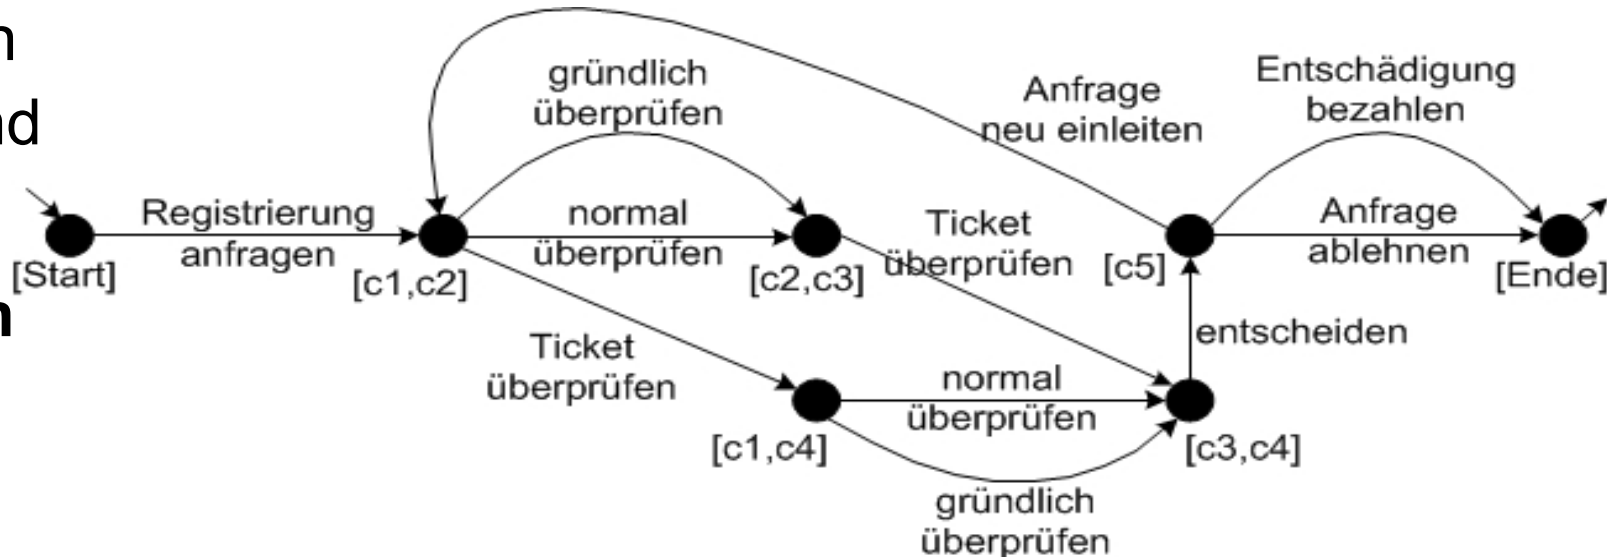 n
nd
n
gründlich
überprüfen
Anfrage
neu einleiten
Entschädigung
bezahlen
Registrierung
anfragen
normal
überprüfen
Ticket
überprüfen
Anfrage
ablehnen
[Start]
[c1,c2]
[c2,c3]
[c5]
[Ende]
entscheiden
Ticket
überprüfen
normal
überprüfen
[c1,c4]
[c3,c4]
gründlich
überprüfen